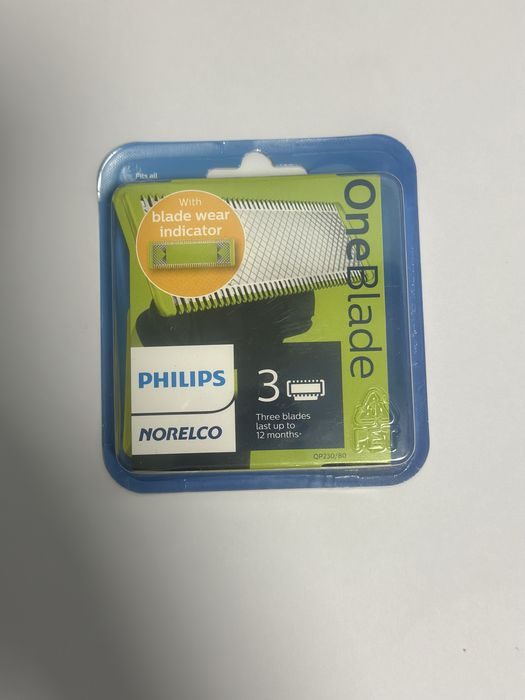 Fits all
With
blade wear
indicator
OneBlade
PHILIPS
NORELCO
3
Three blades
last up to
12 months*
QP230/80